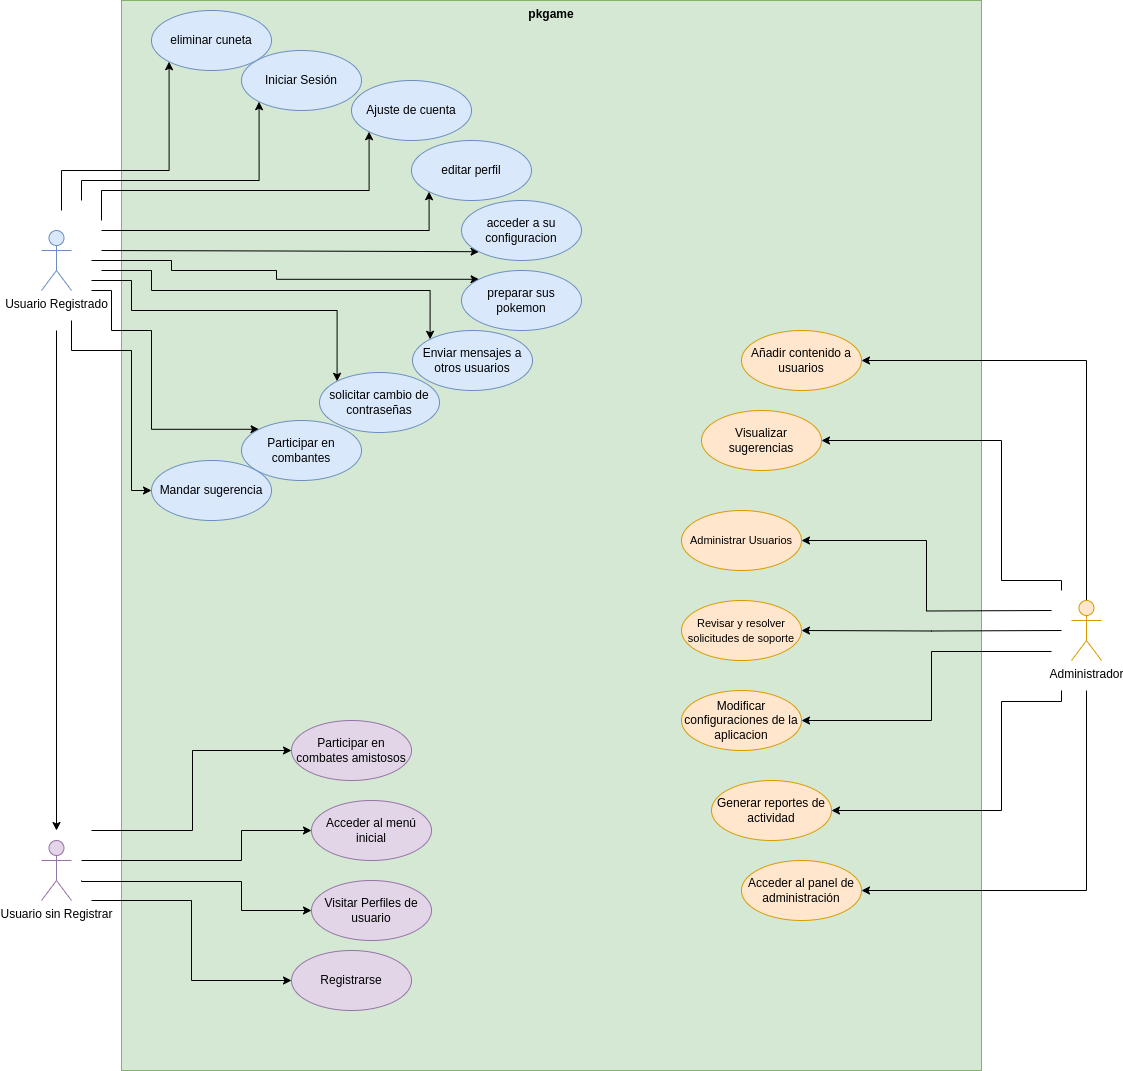 pkgame
eliminar cuneta
Iniciar Sesión
Ajuste de cuenta
editar perfil
acceder a su
configuracion
preparar sus
pokemon
Enviar mensajes a
otros usuarios
solicitar cambio de
contraseñas
Participar en
combantes
Mandar sugerencia
Usuario Registrado
Añadir contenido a
usuarios
Visualizar
sugerencias
Administrar Usuarios
Revisar y resolver
solicitudes de soporte
Modificar
configuraciones de la
aplicacion
Generar reportes de
actividad
Acceder al panel de
administración
Administrador
Participar en
combates amistosos
Acceder al menú
inicial
Visitar Perfiles de
usuario
Registrarse
Usuario sin Registrar